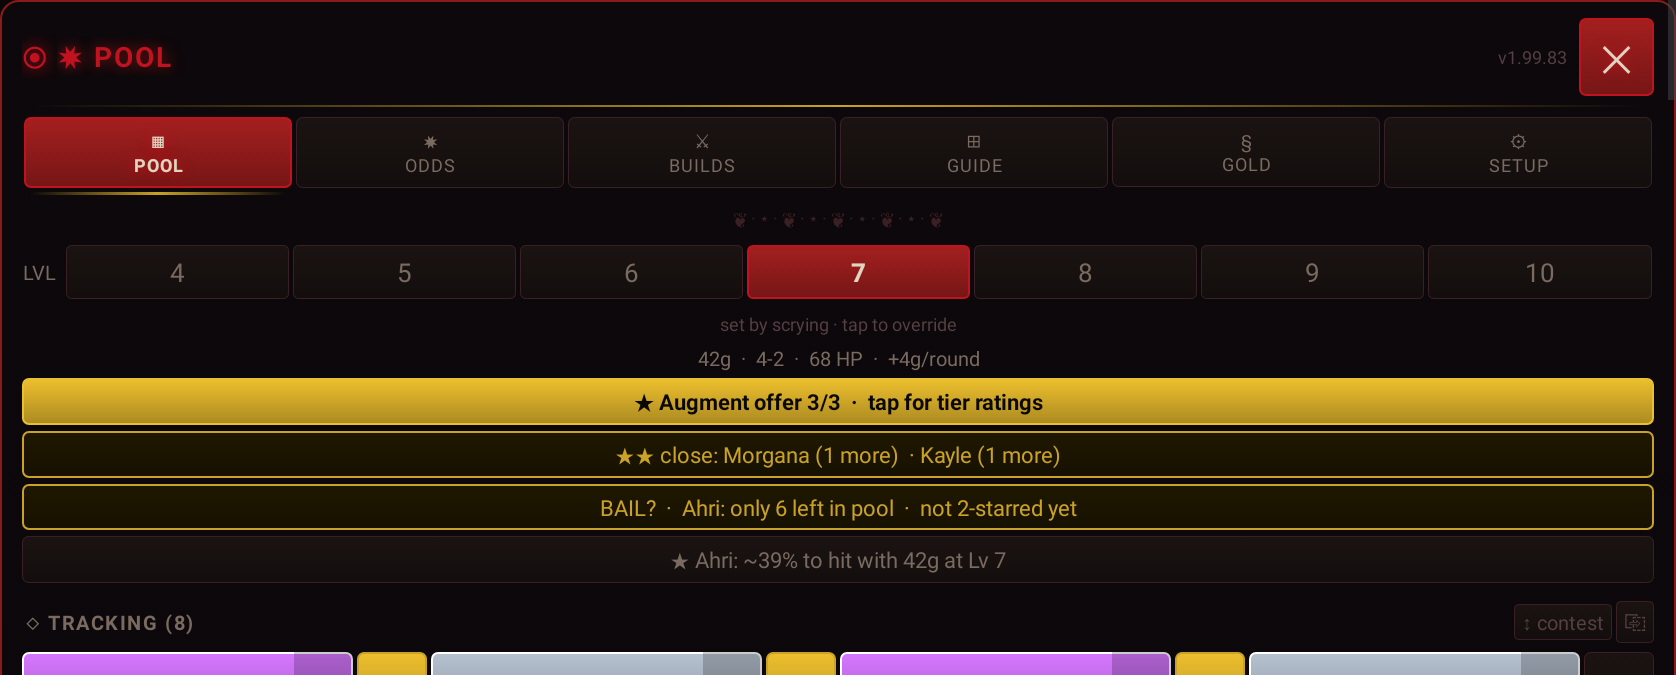 POOL
v1.99.83
POOL
ODDS
BUILDS
GUIDE
§
GOLD
SETUP
LVL
4
5
6
7
8
9
10
set by scrying · tap to override
42g · 4-2 · 68 HP · +4g/round
★ Augment offer 3/3 · tap for tier ratings
★★ close: Morgana (1 more) · Kayle (1 more)
BAIL? · Ahri: only 6 left in pool · not 2-starred yet
★ Ahri: ~39% to hit with 42g at Lv 7
◇ TRACKING (8)
↕ contest